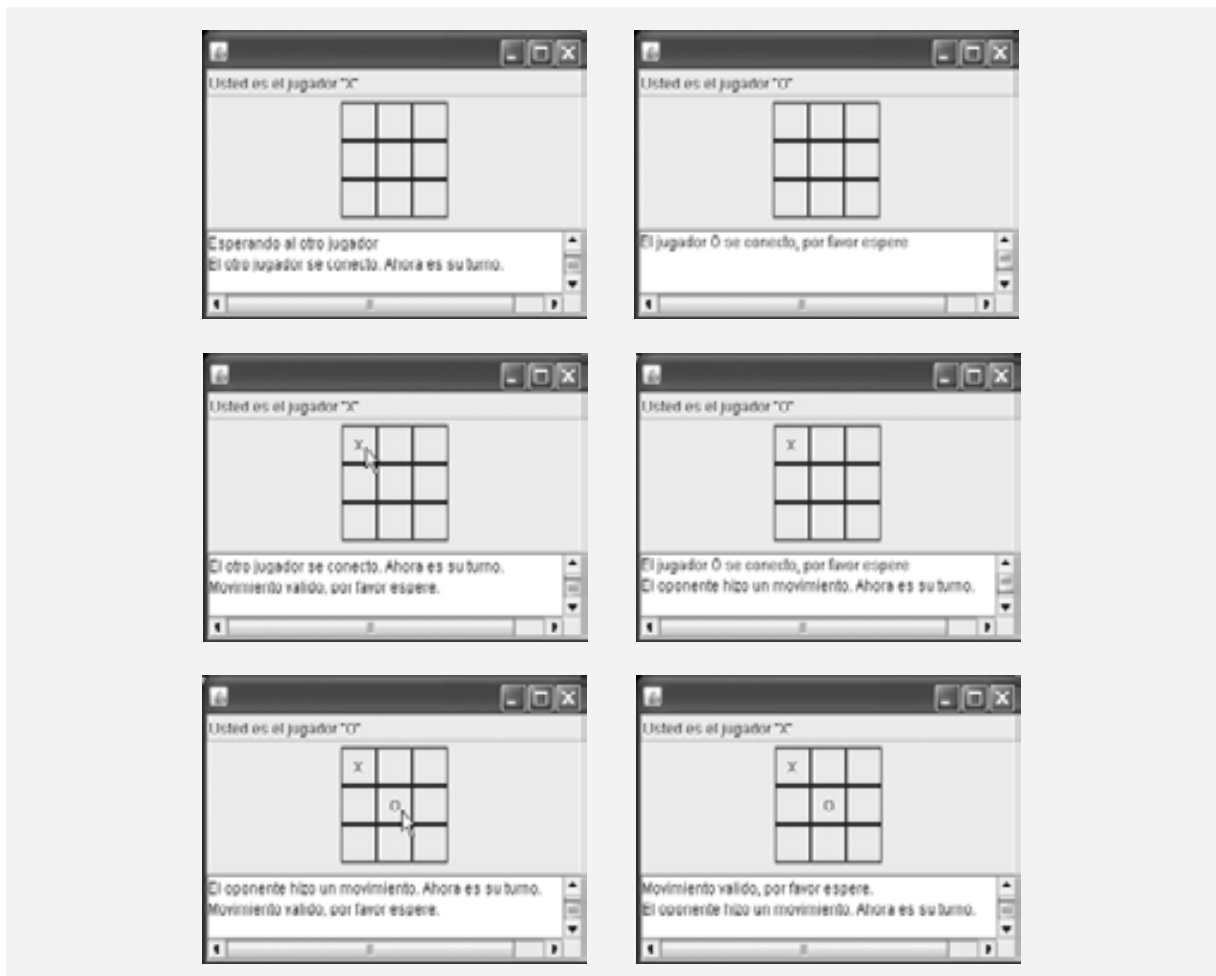 Usted es el jugador "X"
Esperando al otro jugador
El otro jugador se conecto. Ahora es su turno.
Usted es el jugador "O"
El jugador O se conecto, por favor espere
Usted es el jugador "X"
X
El otro jugador se conecto. Ahora es su turno.
Movimiento valido, por favor espere.
Usted es el jugador "O"
X
El jugador O se conecto, por favor espere
El oponente hizo un movimiento. Ahora es su turno.
Usted es el jugador "O"
X
O
El oponente hizo un movimiento. Ahora es su turno.
Movimiento valido, por favor espere.
Usted es el jugador "X"
X
O
Movimiento valido, por favor espere.
El oponente hizo un movimiento. Ahora es su turno.